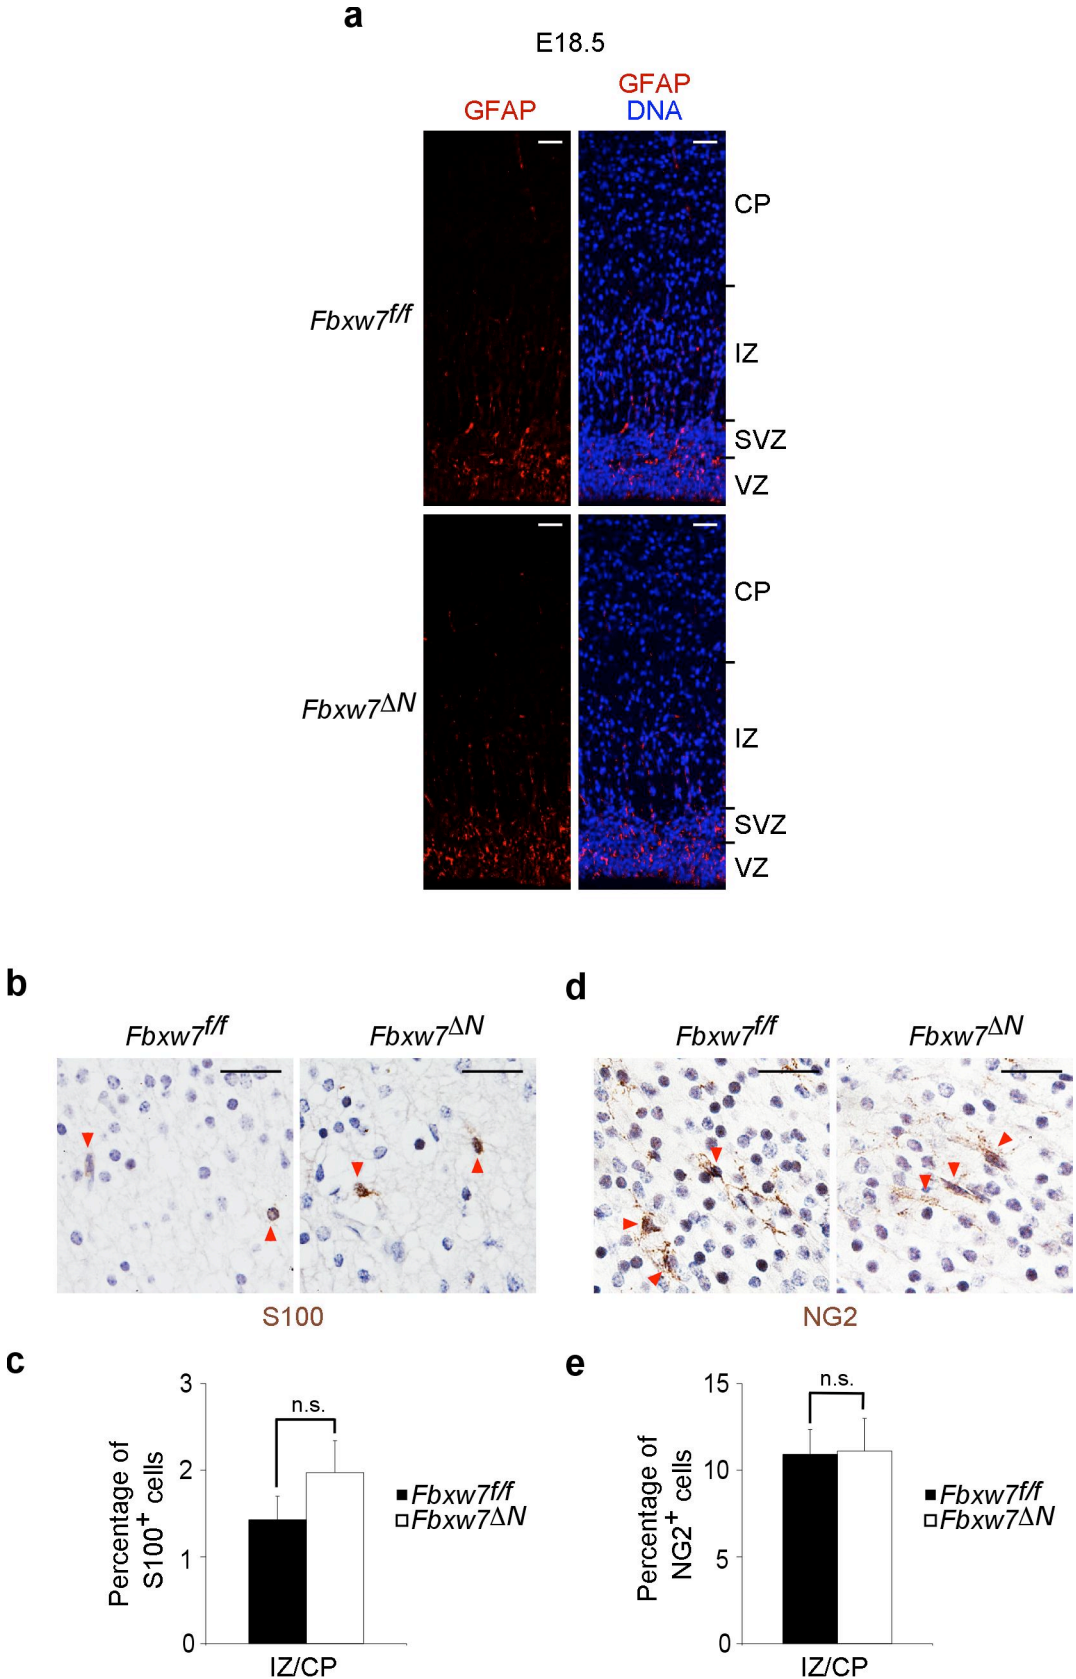 a
E18.5
GFAP
GFAP
DNA
Fbxw7f/f
CP
IZ
SVZ
VZ
Fbxw7ΔN
CP
IZ
SVZ
VZ
b
Fbxw7f/f
Fbxw7ΔN
S100
d
Fbxw7f/f
Fbxw7ΔN
NG2
c
Percentage of
S100+ cells
3
2
1
0
n.s.
IZ/CP
Fbxw7f/f
Fbxw7ΔN
e
Percentage of
NG2+ cells
15
10
5
0
n.s.
IZ/CP
Fbxw7f/f
Fbxw7ΔN